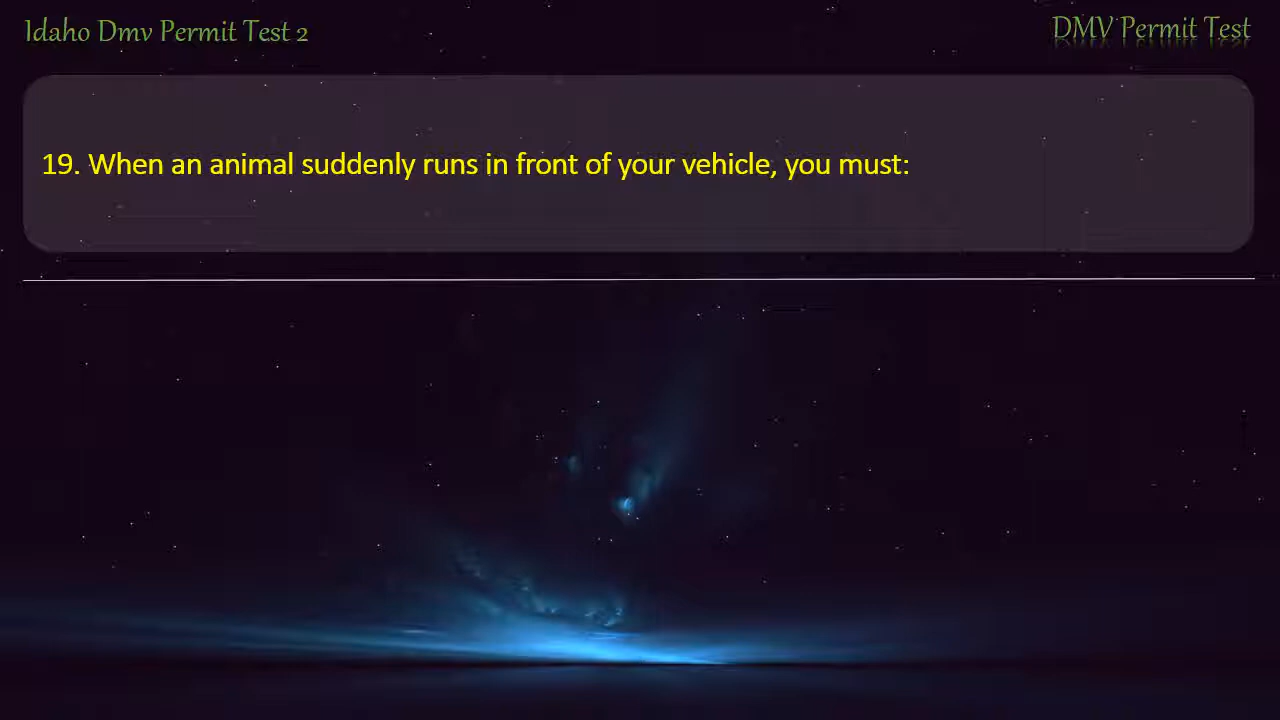 Idaho Dmv Permit Test 2
DMV Permit Test
19. When an animal suddenly runs in front of your vehicle, you must: